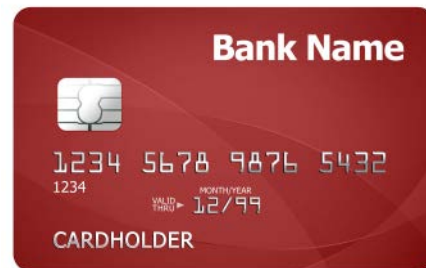 Bank Name
1234 5678 9876 5432
1234
MONTH/YEAR
VALID
THRU 12/99
CARDHOLDER